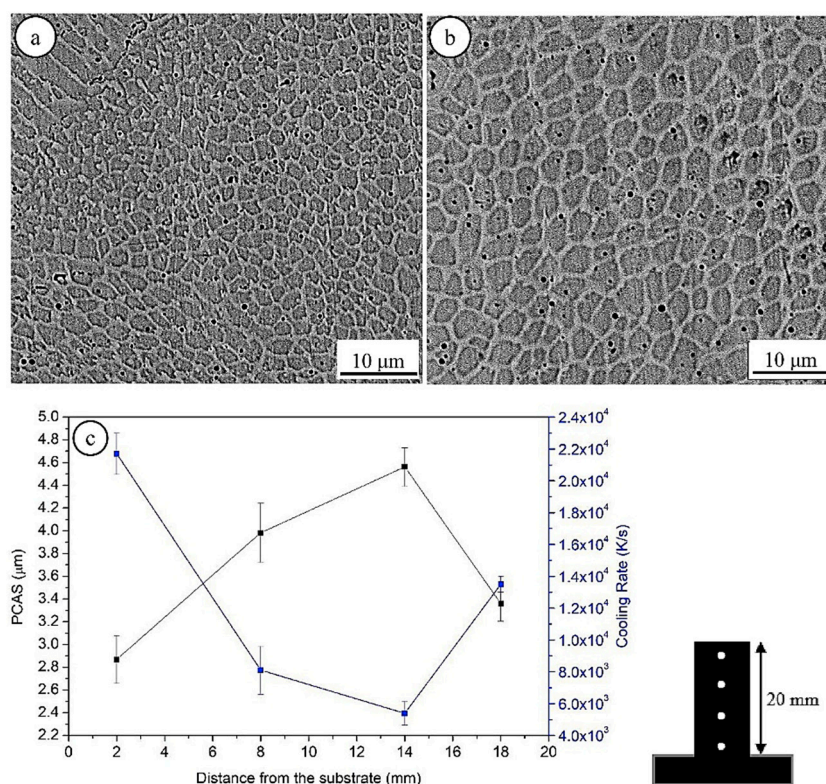 a
b
10 μm
10 μm
c
5.0
4.8
4.6
4.4
4.2
4.0
3.8
3.6
3.4
3.2
3.0
2.8
2.6
2.4
2.2
PCAS (μm)
0 2 4 6 8 10 12 14 16 18 20
Distance from the substrate (mm)
2.4x10⁴
2.2x10⁴
2.0x10⁴
1.8x10⁴
1.6x10⁴
1.4x10⁴
1.2x10⁴
1.0x10⁴
8.0x10³
6.0x10³
4.0x10³
Cooling Rate (K/s)
20 mm